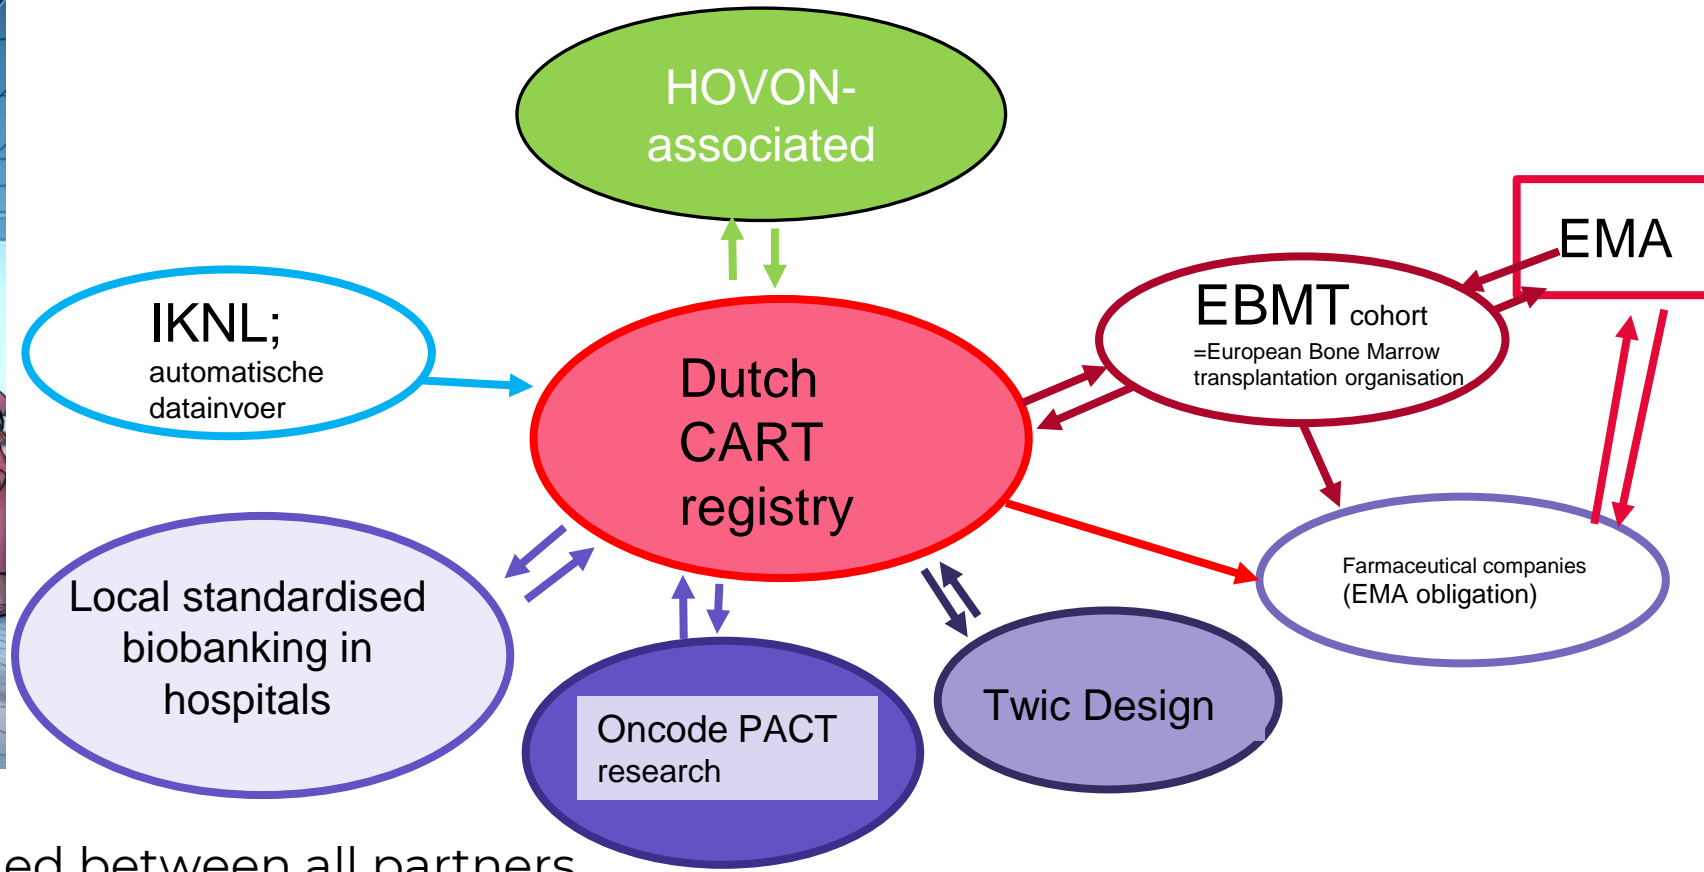 HOVON-
associated
EMA
IKNL;
automatische
datainvoer
EBMT cohort
=European Bone Marrow
transplantation organisation
Dutch
CART
registry
Farmaceutical companies
(EMA obligation)
Local standardised
biobanking in
hospitals
Twic Design
Oncode PACT
research
ed between all partners